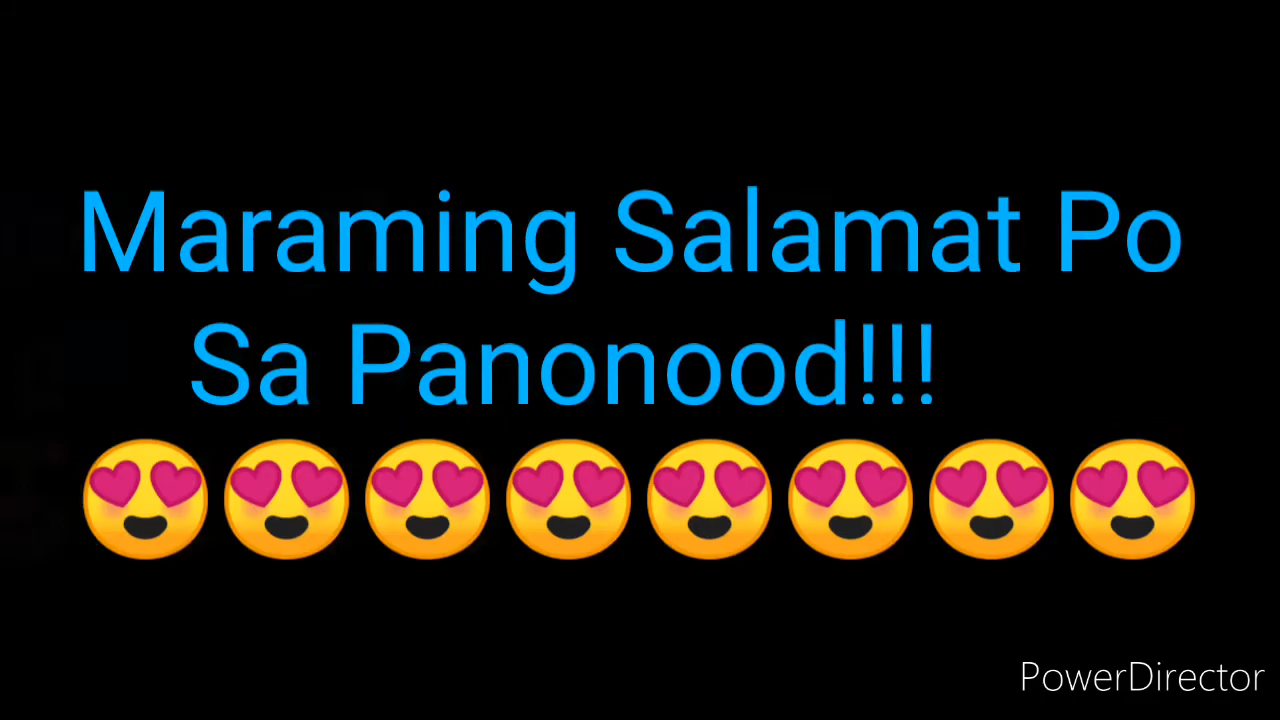 Maraming Salamat Po
Sa Panonood!!!
😍😍😍😍😍😍😍😍
PowerDirector